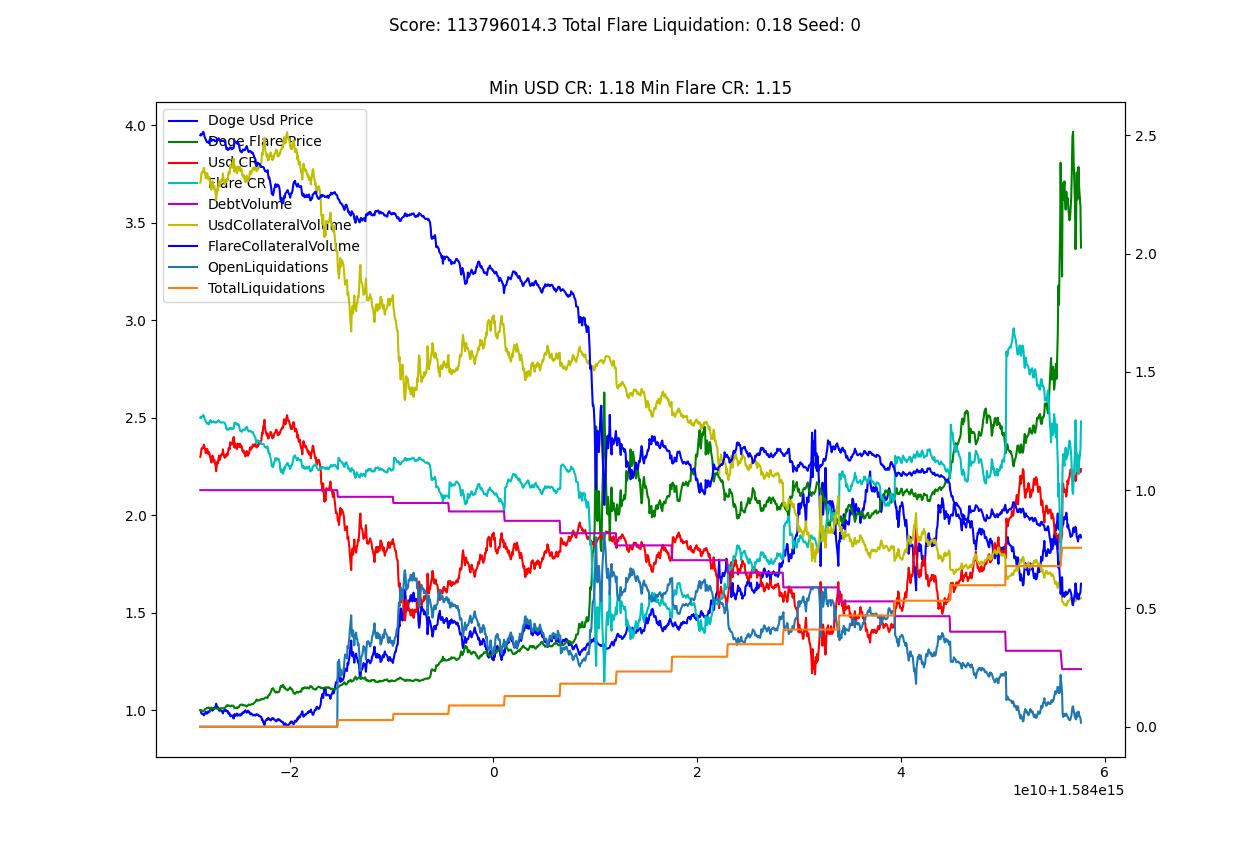 Score: 113796014.3 Total Flare Liquidation: 0.18 Seed: 0
Min USD CR: 1.18 Min Flare CR: 1.15
Doge Usd Price
Doge Flare Price
Usd CR
Flare CR
DebtVolume
UsdCollateralVolume
FlareCollateralVolume
OpenLiquidations
TotalLiquidations
4.0
3.5
3.0
2.5
2.0
1.5
1.0
2.5
2.0
1.5
1.0
0.5
0.0
−2
0
2
4
6
1e10+1.584e15